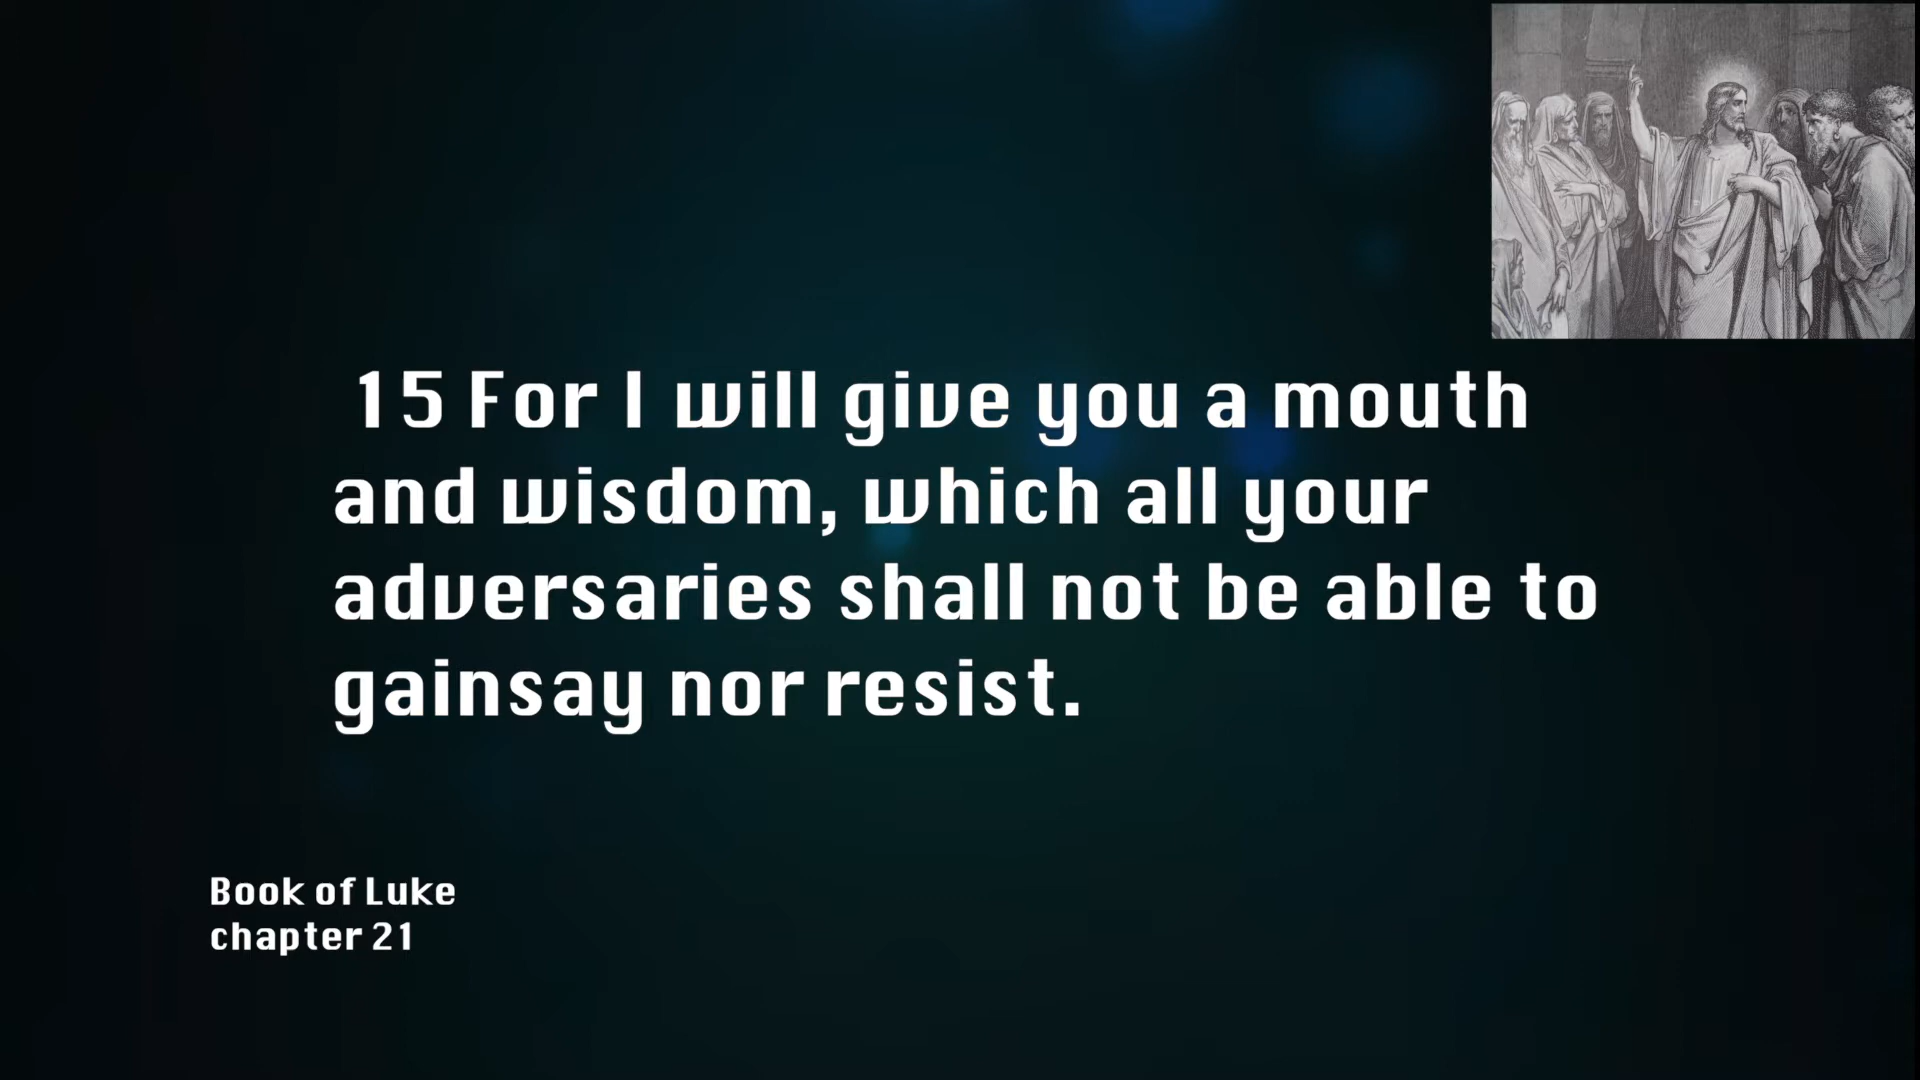 15 For I will give you a mouth
and wisdom, which all your
adversaries shall not be able to
gainsay nor resist.
Book of Luke
chapter 21